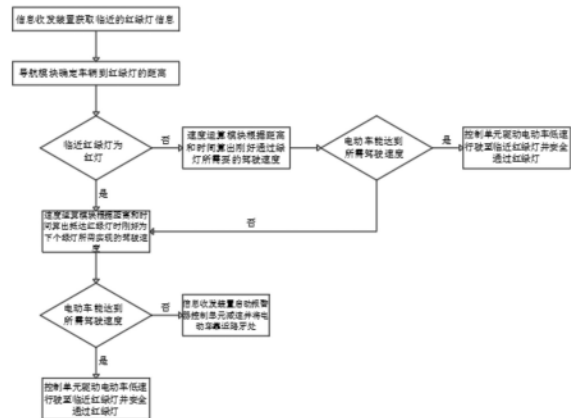 信息收发装置获取临近的红绿灯信息
导航模块确定车辆到红绿灯的距离
临近红绿灯为
红灯
否
速度运算模块根据距离
和时间算出刚好通过绿
灯所需要的驾驶速度
电动车能达到
所需驾驶速度
是
控制单元驱动电动车低速
行驶至临近红绿灯并安全
通过红绿灯
是
否
速度运算模块根据距离和时
间算出抵达红绿灯时刚好为
下个绿灯所需实现的驾驶速
度
电动车能达到
所需驾驶速度
否
信息收发装置启动报警
器控制单元减速并将电
动车靠近路牙处
是
控制单元驱动电动车低速
行驶至临近红绿灯并安全
通过红绿灯